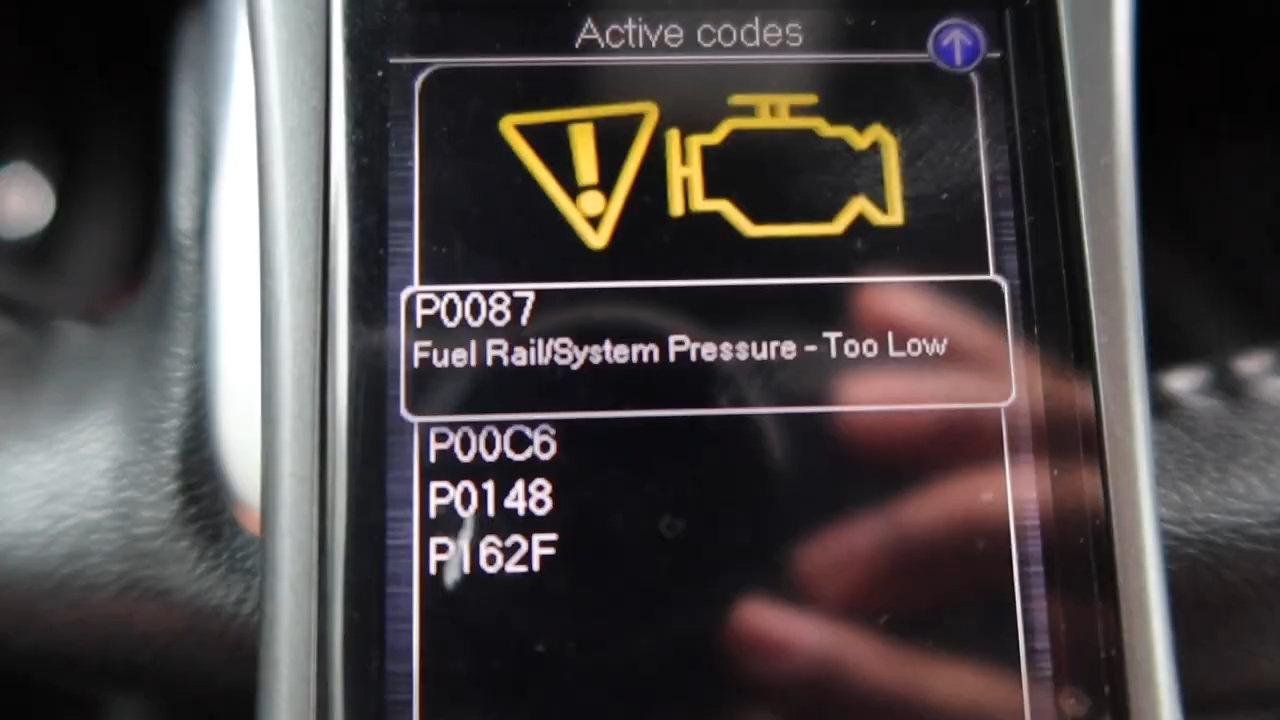 Active codes
P0087
Fuel Rail/System Pressure - Too Low
P00C6
P0148
P162F